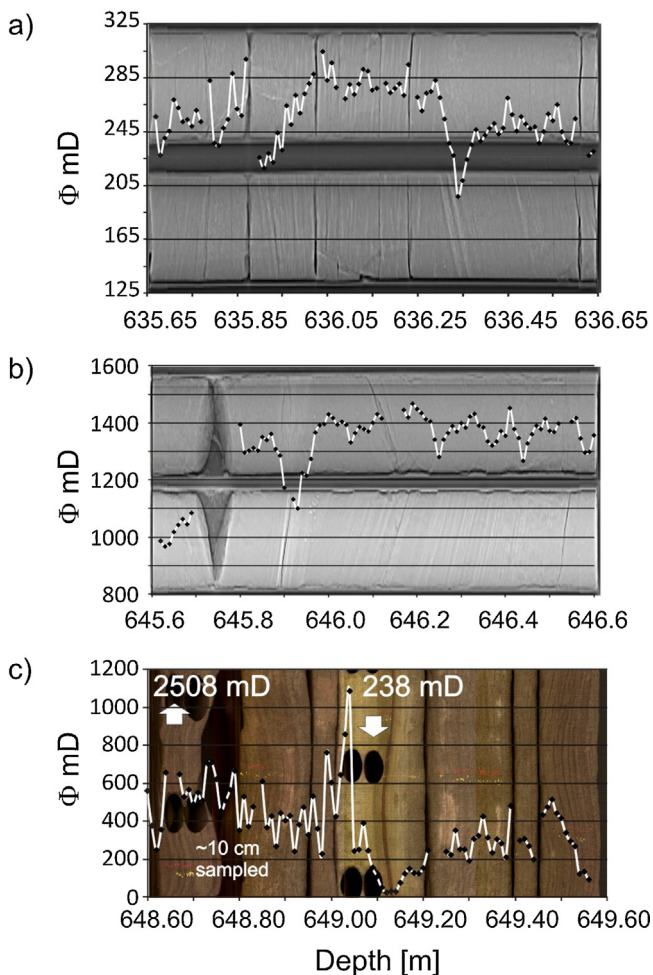 a)
325
285
245
205
165
125
Φ mD
635.65 635.85 636.05 636.25 636.45 636.65
b)
1600
1400
1200
1000
800
Φ mD
645.6 645.8 646.0 646.2 646.4 646.6
c)
1200
1000
800
600
400
200
0
Φ mD
2508 mD 238 mD
~10 cm
sampled
648.60 648.80 649.00 649.20 649.40 649.60
Depth [m]